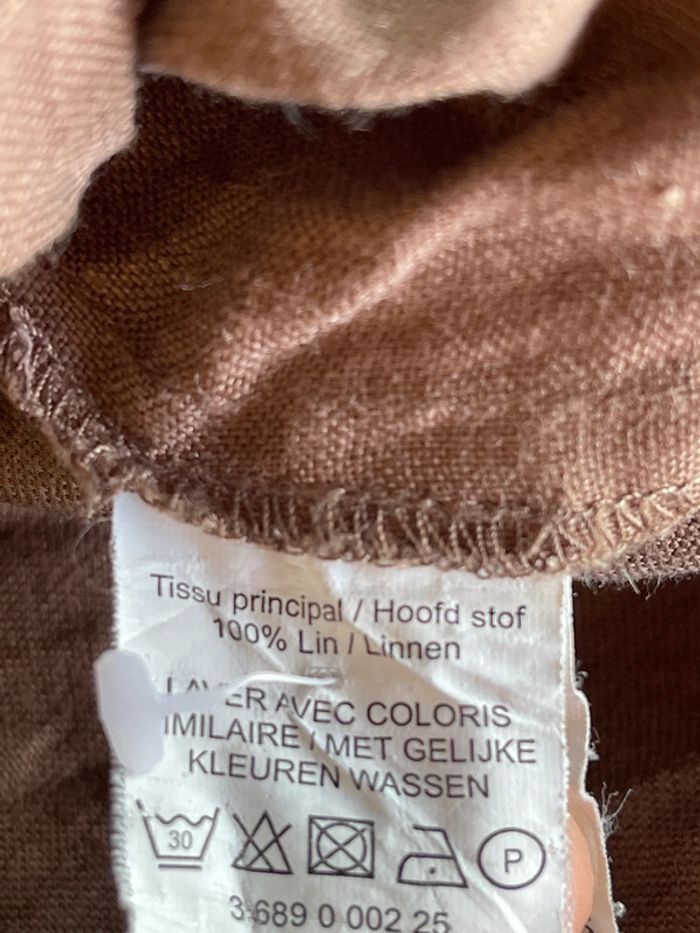 Tissu principal / Hoofd stof
100% Lin / Linnen
AVEC COLORIS
/ MET GELIJKE
KLEUREN WASSEN
30 P
3 689 0 002 25